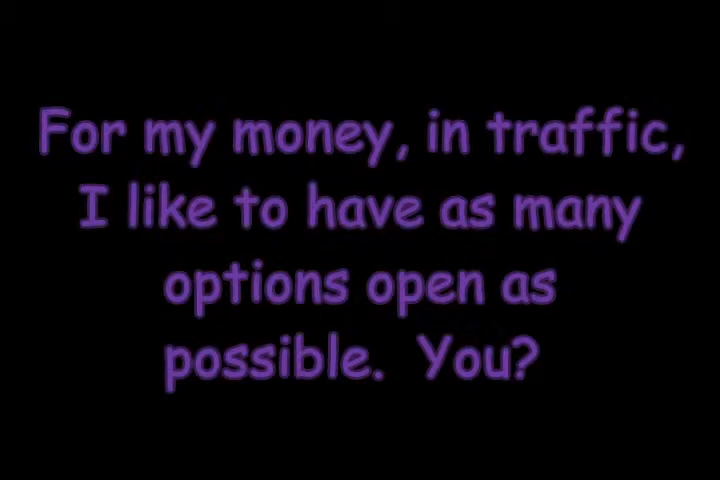 For my money, in traffic,
I like to have as many
options open as
possible.  You?